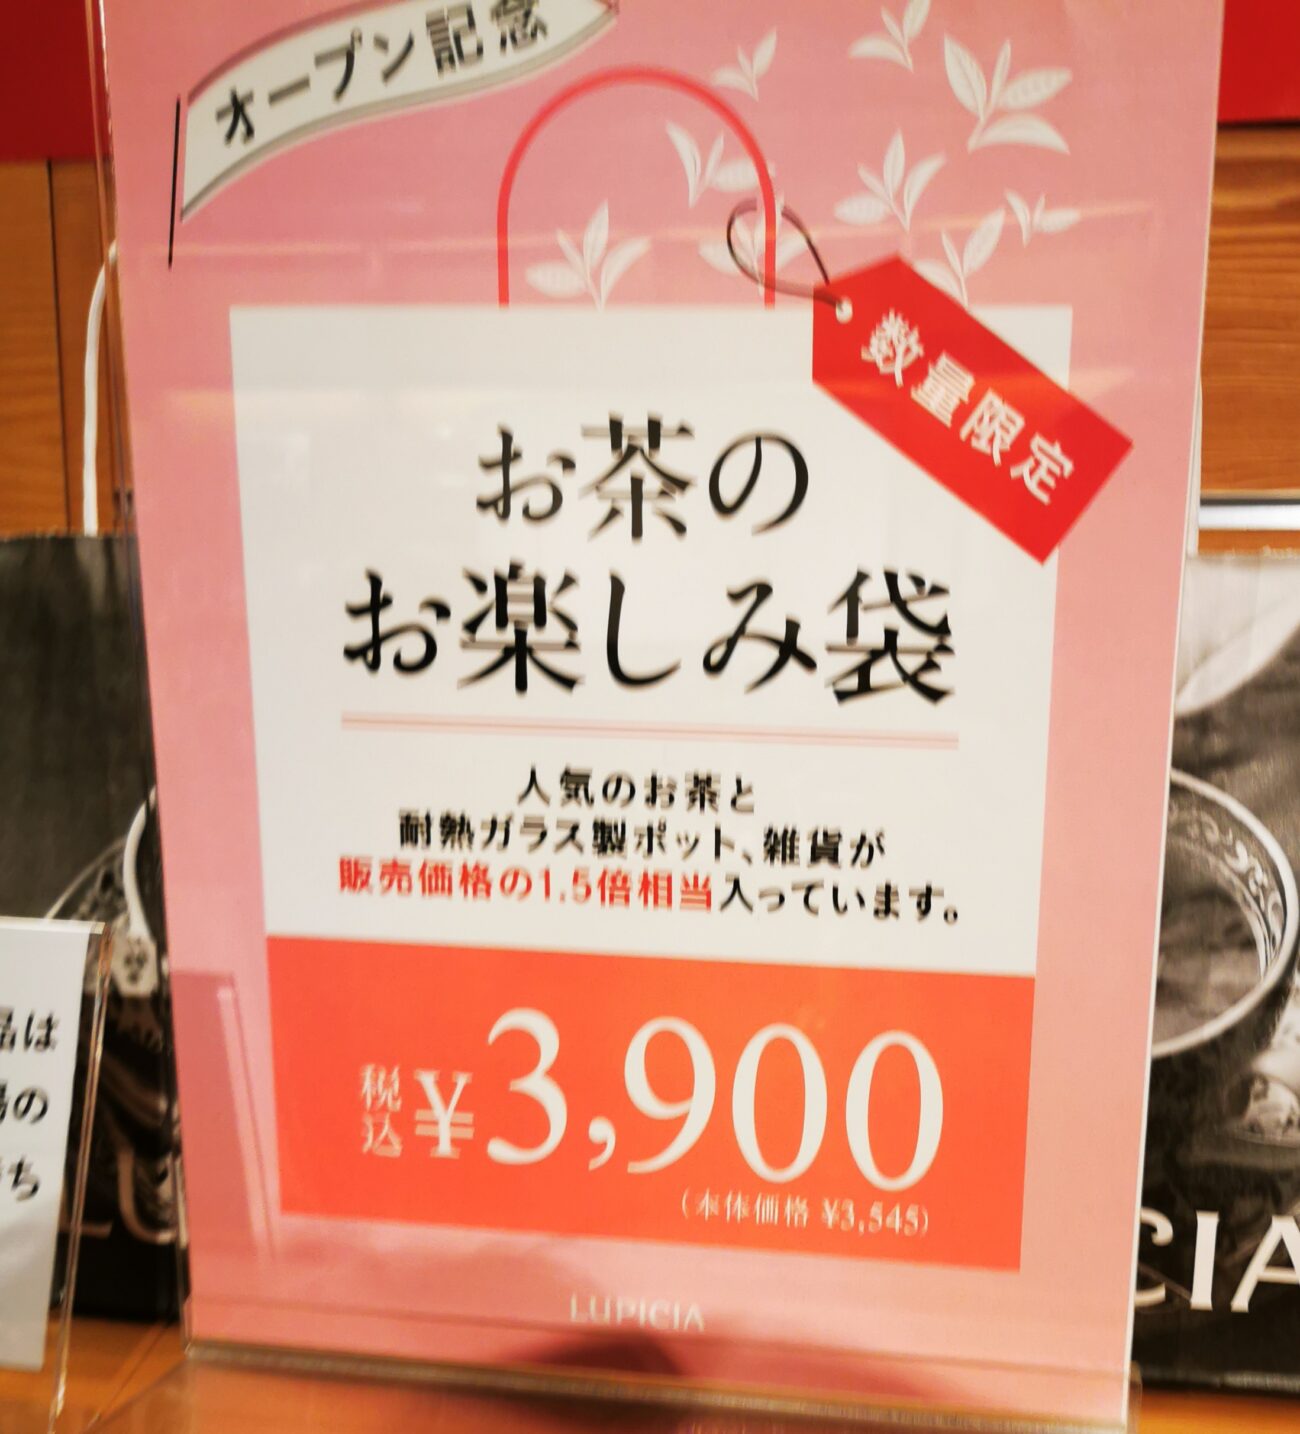 オープン記念
数量限定
お茶の
お楽しみ袋
人気のお茶と
耐熱ガラス製ポット、雑貨が
販売価格の1.5倍相当入っています。
税込¥3,900
(本体価格 ¥3,545)
LUPICIA
品は
の
ち
CIA